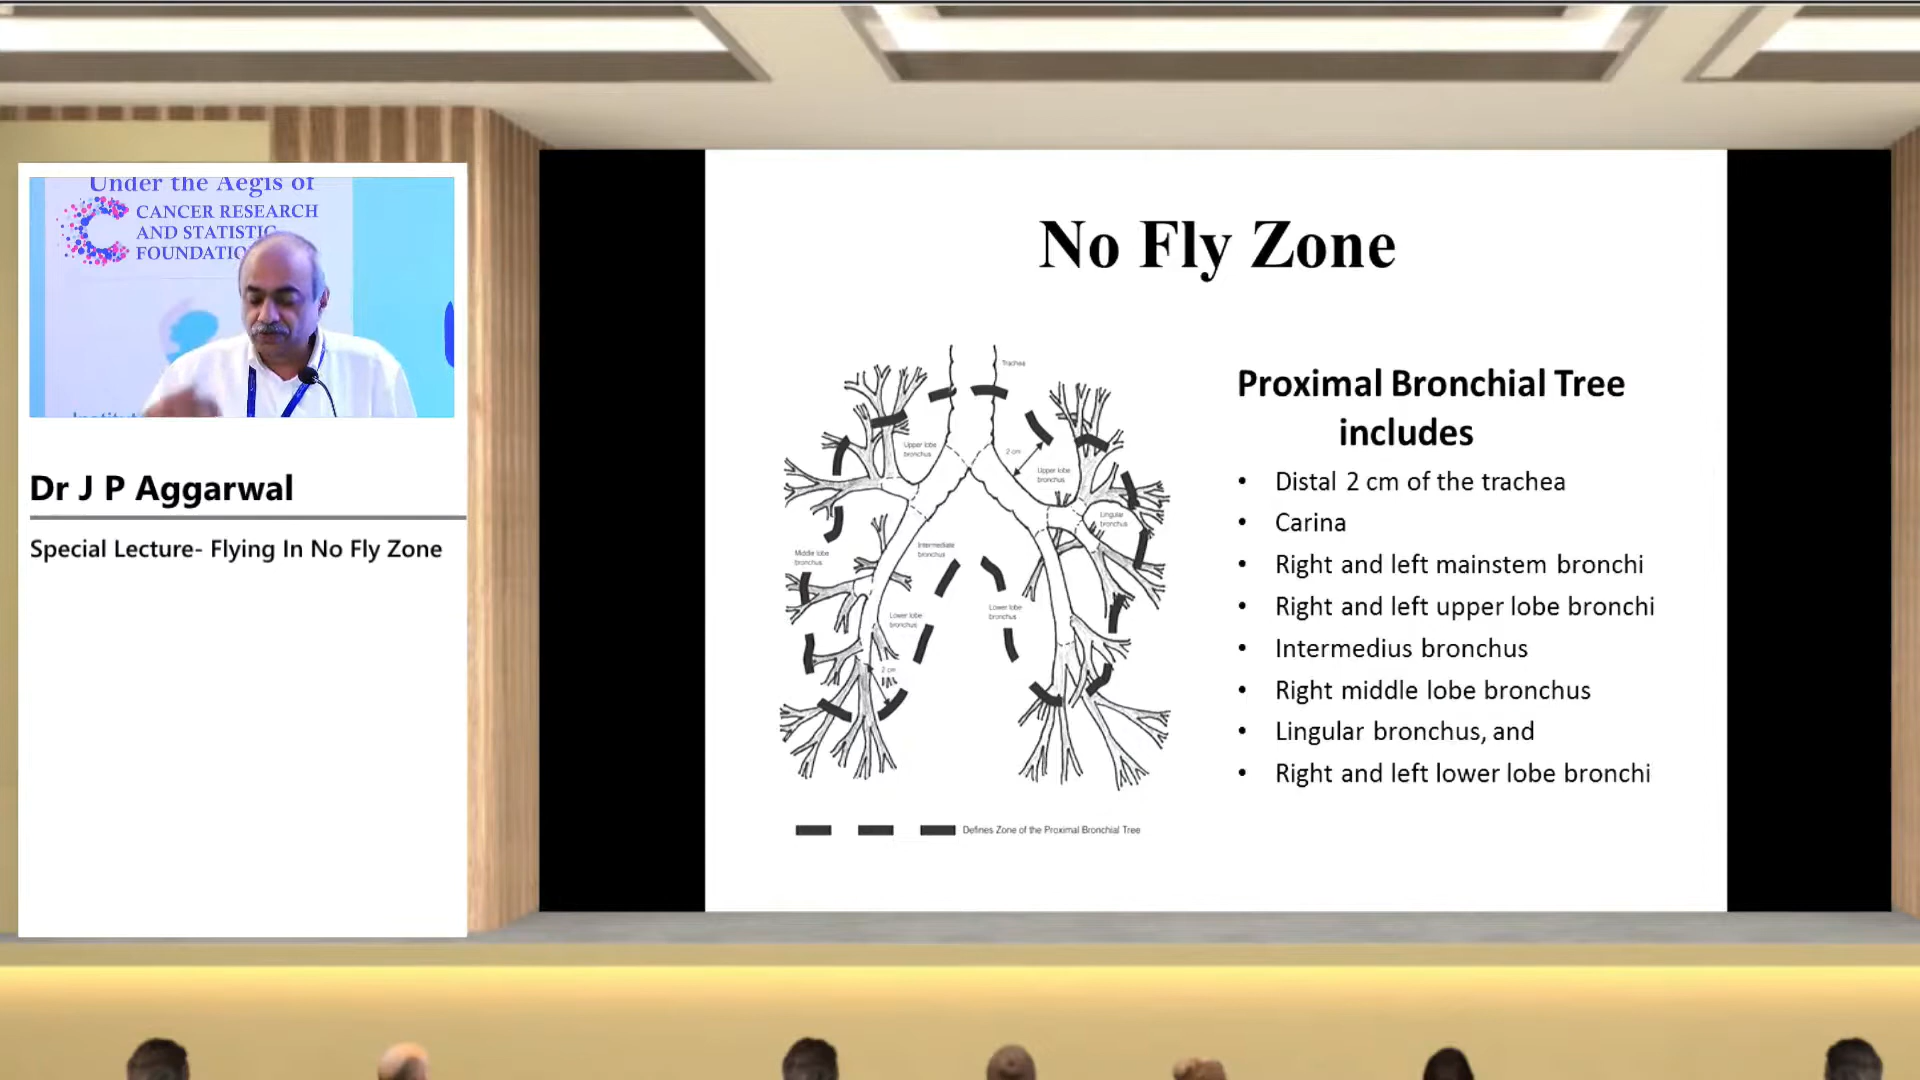 Under the Aegis of
CANCER RESEARCH
AND STATISTIC
FOUNDATIO
Dr J P Aggarwal
Special Lecture- Flying In No Fly Zone
No Fly Zone
Trachea
Upper lobe
bronchus
2 cm
Upper lobe
bronchus
Lingular
bronchus
Middle lobe
bronchus
Intermediate
bronchus
Lower lobe
bronchus
Lower lobe
bronchus
2 cm
Defines Zone of the Proximal Bronchial Tree
Proximal Bronchial Tree
includes
• Distal 2 cm of the trachea
• Carina
• Right and left mainstem bronchi
• Right and left upper lobe bronchi
• Intermedius bronchus
• Right middle lobe bronchus
• Lingular bronchus, and
• Right and left lower lobe bronchi